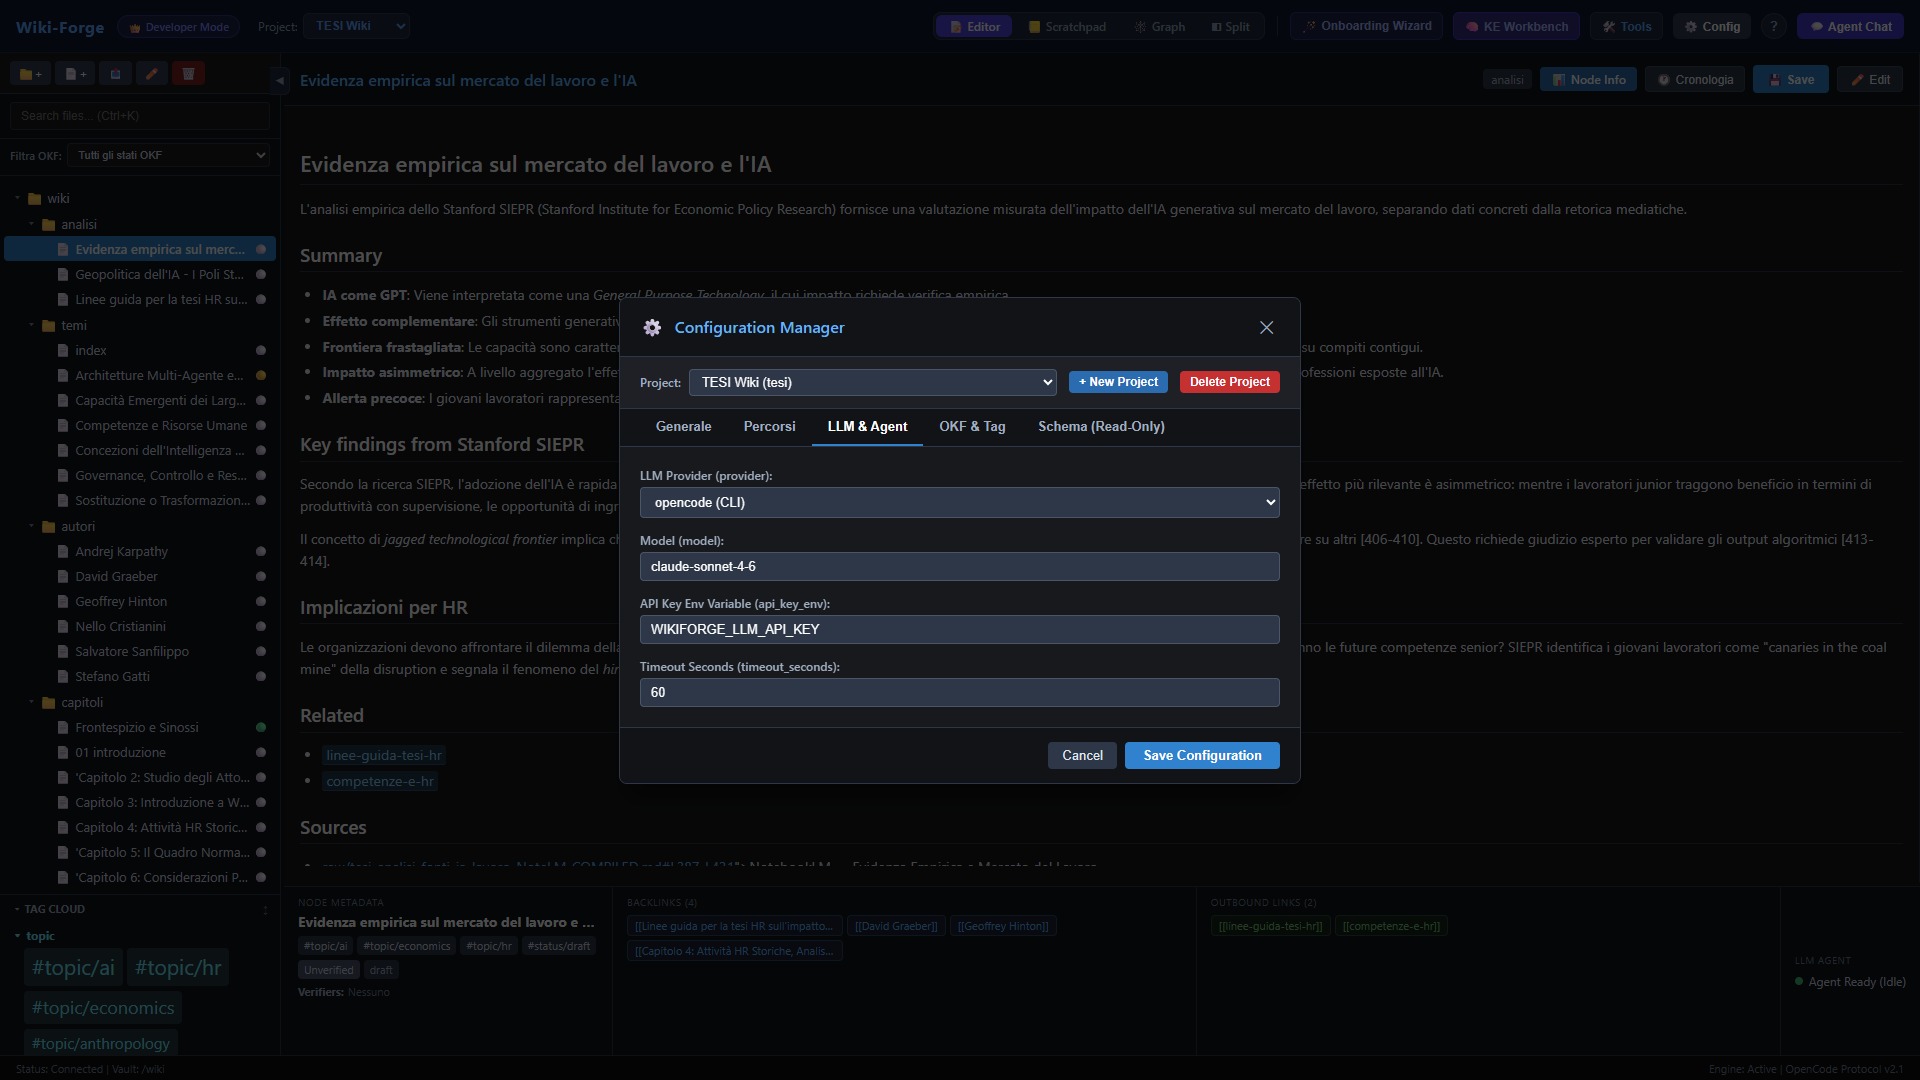 Wiki-Forge
Developer Mode
Project:
TESI Wiki
Editor
Scratchpad
Graph
Split
Onboarding Wizard
KE Workbench
Tools
Config
?
Agent Chat
Search files... (Ctrl+K)
Filtra OKF:
Tutti gli stati OKF
wiki
analisi
Evidenza empirica sul merc...
Geopolitica dell'IA - I Poli St...
Linee guida per la tesi HR su...
temi
index
Architetture Multi-Agente e...
Capacità Emergenti dei Larg...
Competenze e Risorse Umane
Concezioni dell'Intelligenza ...
Governance, Controllo e Res...
Sostituzione o Trasformazion...
autori
Andrej Karpathy
David Graeber
Geoffrey Hinton
Nello Cristianini
Salvatore Sanfilippo
Stefano Gatti
capitoli
Frontespizio e Sinossi
01 introduzione
'Capitolo 2: Studio degli Atto...
Capitolo 3: Introduzione a W...
Capitolo 4: Attività HR Storic...
'Capitolo 5: Il Quadro Norma...
'Capitolo 6: Considerazioni P...
TAG CLOUD
topic
#topic/ai
#topic/hr
#topic/economics
#topic/anthropology
Evidenza empirica sul mercato del lavoro e l'IA
analisi
Node Info
Cronologia
Save
Edit
Evidenza empirica sul mercato del lavoro e l'IA
L'analisi empirica dello Stanford SIEPR (Stanford Institute for Economic Policy Research) fornisce una valutazione misurata dell'impatto dell'IA generativa sul mercato del lavoro, separando dati concreti dalla retorica mediatiche.
Summary
IA come GPT: Viene interpretata come una General Purpose Technology, il cui impatto richiede verifica empirica.
Effetto complementare: Gli strumenti generativ
Frontiera frastagliata: Le capacità sono caratter su compiti contigui.
Impatto asimmetrico: A livello aggregato l'effe ofessioni esposte all'IA.
Allerta precoce: I giovani lavoratori rappresenta
Key findings from Stanford SIEPR
Secondo la ricerca SIEPR, l'adozione dell'IA è rapida effetto più rilevante è asimmetrico: mentre i lavoratori junior traggono beneficio in termini di
produttività con supervisione, le opportunità di ingr
Il concetto di jagged technological frontier implica ch re su altri [406-410]. Questo richiede giudizio esperto per validare gli output algoritmici [413-
414].
Implicazioni per HR
Le organizzazioni devono affrontare il dilemma della nno le future competenze senior? SIEPR identifica i giovani lavoratori come "canaries in the coal
mine" della disruption e segnala il fenomeno del hir
Related
linee-guida-tesi-hr
competenze-e-hr
Sources
Configuration Manager
Project:
TESI Wiki (tesi)
+ New Project
Delete Project
Generale
Percorsi
LLM & Agent
OKF & Tag
Schema (Read-Only)
LLM Provider (provider):
opencode (CLI)
Model (model):
claude-sonnet-4-6
API Key Env Variable (api_key_env):
WIKIFORGE_LLM_API_KEY
Timeout Seconds (timeout_seconds):
60
Cancel
Save Configuration
NODE METADATA
Evidenza empirica sul mercato del lavoro e ...
#topic/ai
#topic/economics
#topic/hr
#status/draft
Unverified
draft
Verifiers: Nessuno
BACKLINKS (4)
[[Linee guida per la tesi HR sull'impatto...
[[David Graeber]]
[[Geoffrey Hinton]]
[[Capitolo 4: Attività HR Storiche, Analis...
OUTBOUND LINKS (2)
[[linee-guida-tesi-hr]]
[[competenze-e-hr]]
LLM AGENT
Agent Ready (Idle)
Status: Connected | Vault: /wiki
Engine: Active | OpenCode Protocol v2.1